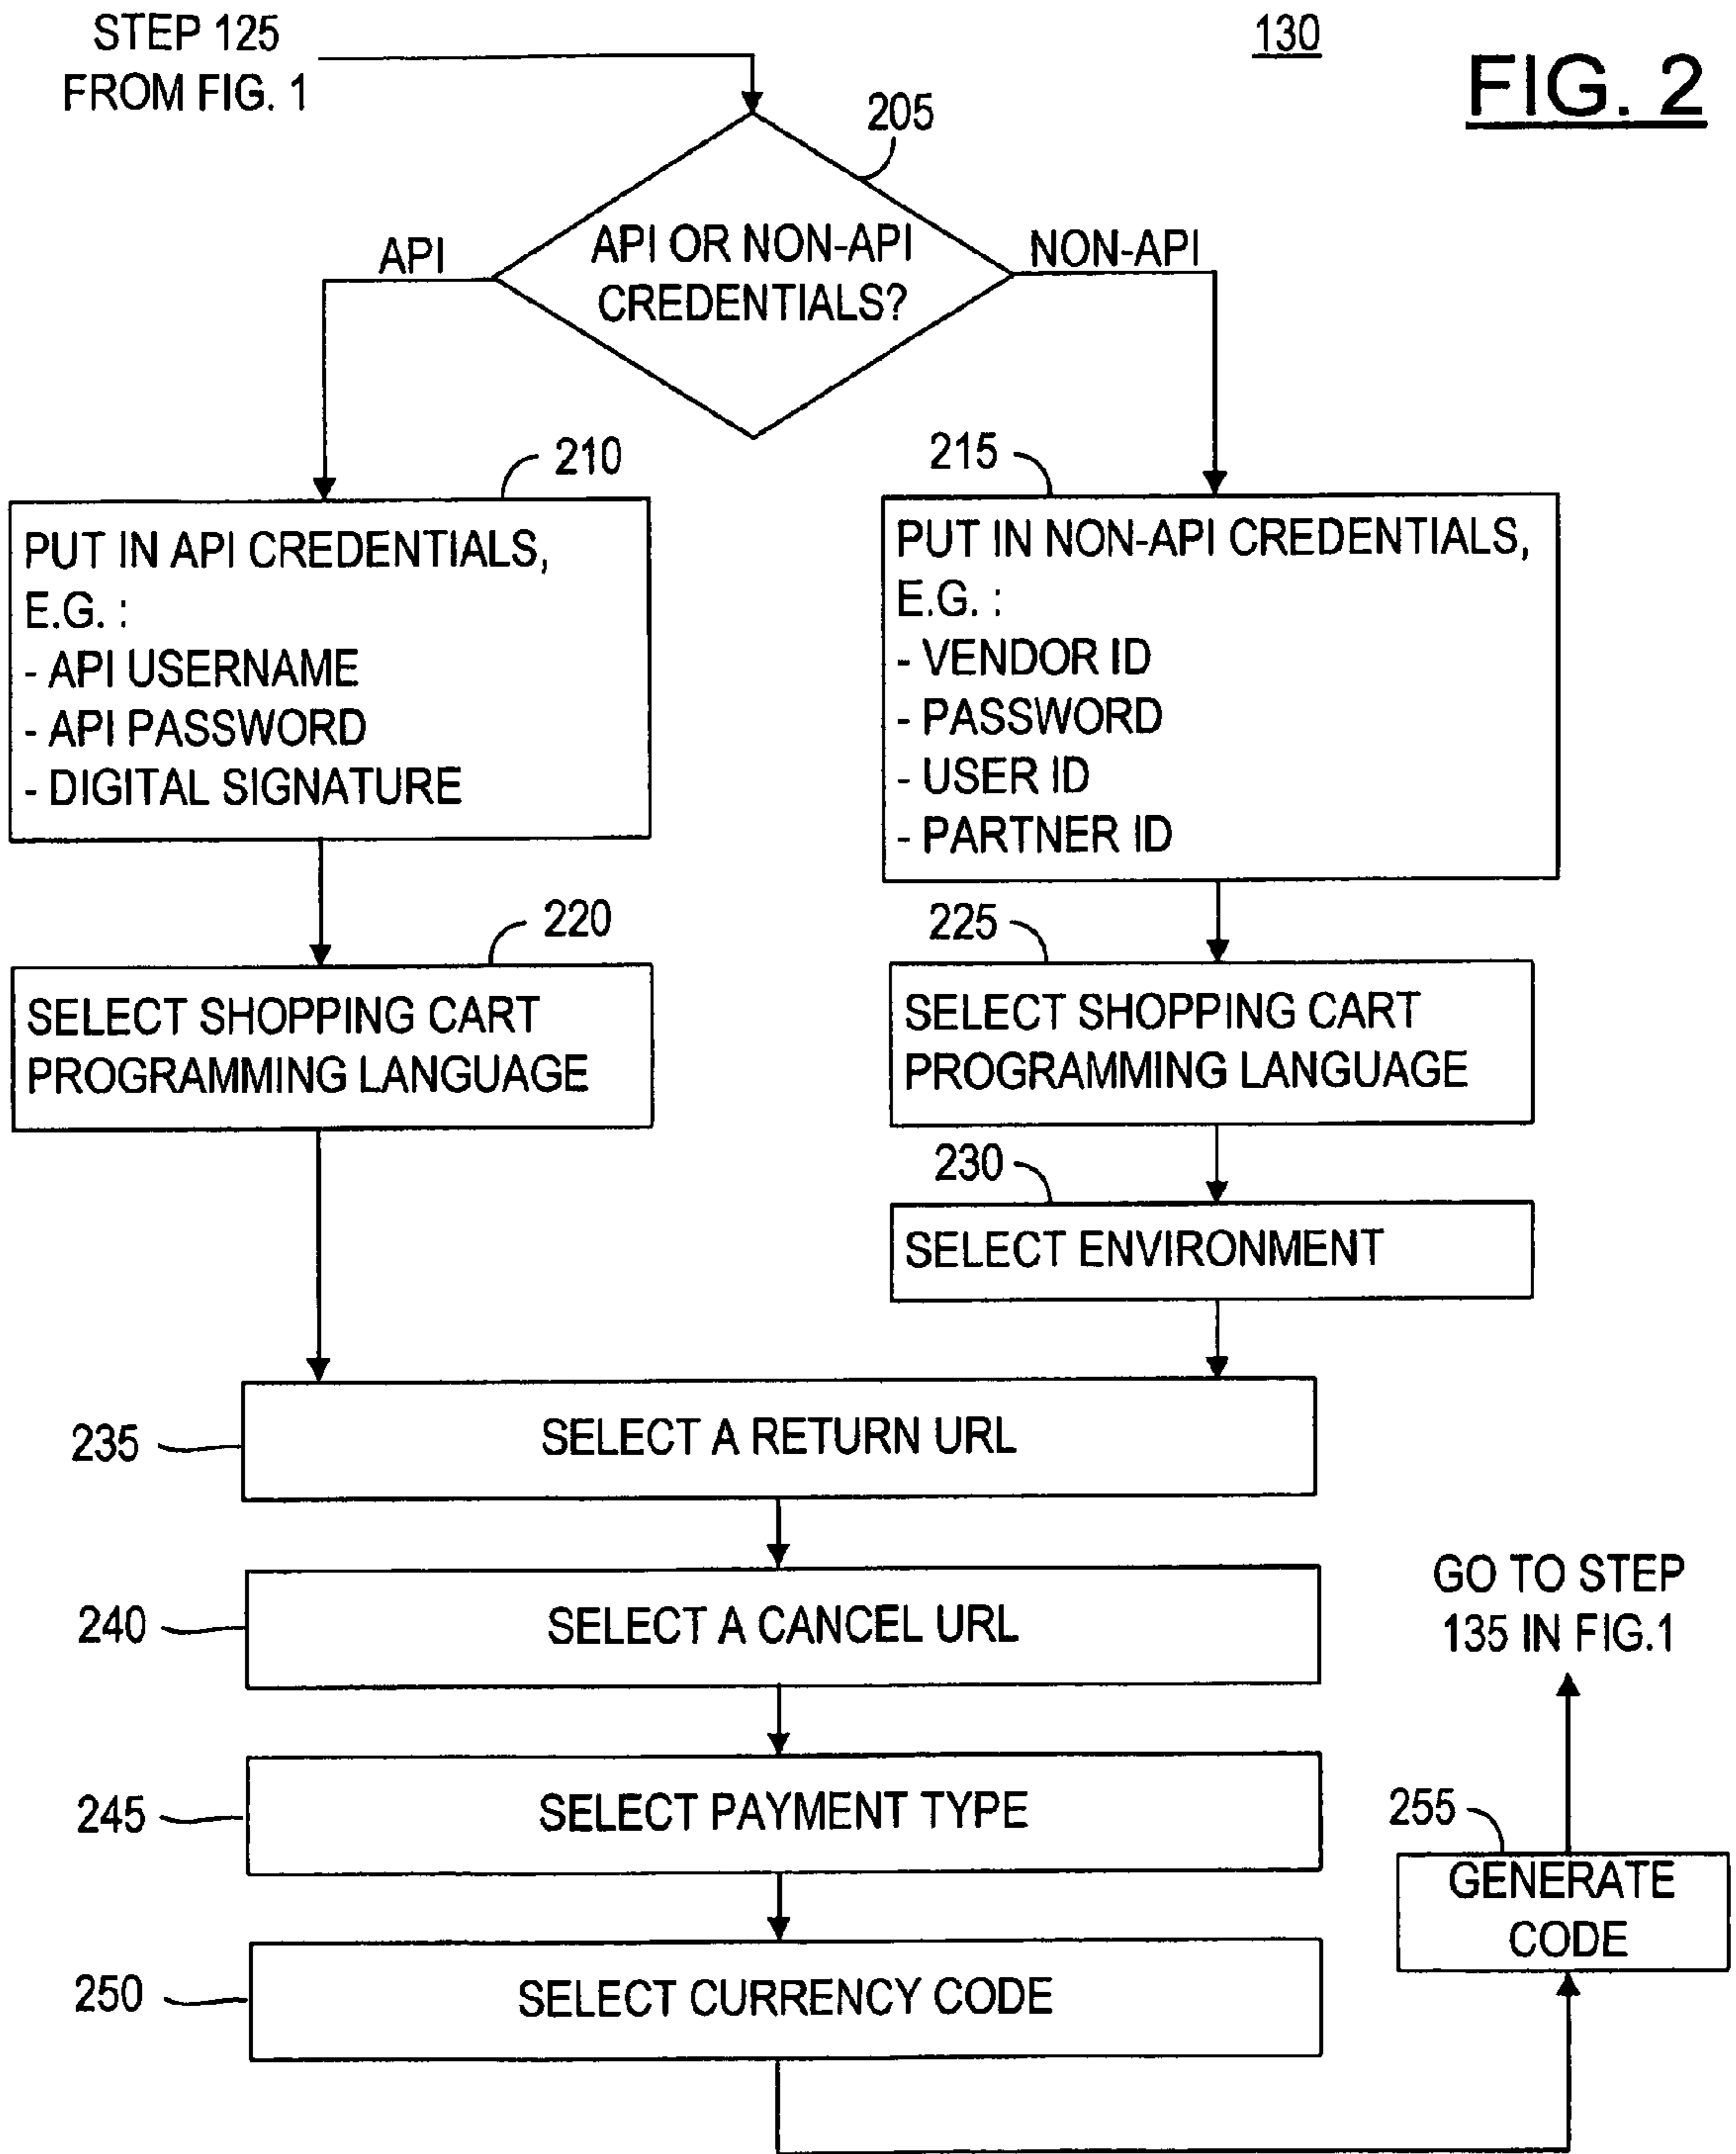 STEP 125
FROM FIG. 1
130
FIG. 2
205
API OR NON-API
CREDENTIALS?
API
NON-API
210
PUT IN API CREDENTIALS,
E.G. :
- API USERNAME
- API PASSWORD
- DIGITAL SIGNATURE
215
PUT IN NON-API CREDENTIALS,
E.G. :
- VENDOR ID
- PASSWORD
- USER ID
- PARTNER ID
220
SELECT SHOPPING CART
PROGRAMMING LANGUAGE
225
SELECT SHOPPING CART
PROGRAMMING LANGUAGE
230
SELECT ENVIRONMENT
235
SELECT A RETURN URL
240
SELECT A CANCEL URL
245
SELECT PAYMENT TYPE
250
SELECT CURRENCY CODE
255
GENERATE
CODE
GO TO STEP
135 IN FIG.1